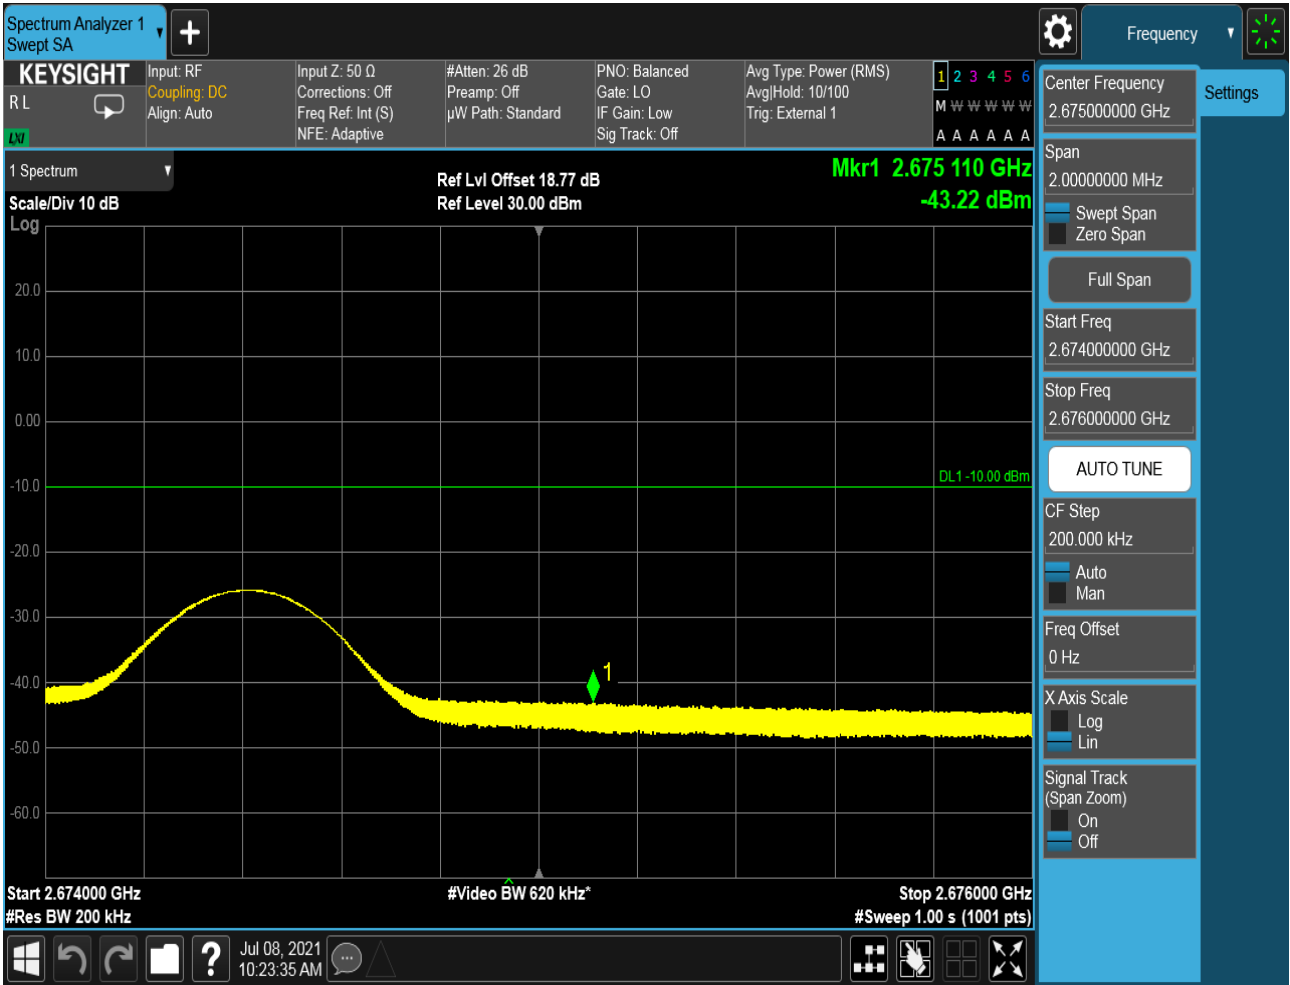 Spectrum Analyzer 1
Swept SA
Frequency
Settings
KEYSIGHT
R L
LXI
Input: RF
Coupling: DC
Align: Auto
Input Z: 50 Ω
Corrections: Off
Freq Ref: Int (S)
NFE: Adaptive
#Atten: 26 dB
Preamp: Off
µW Path: Standard
PNO: Balanced
Gate: LO
IF Gain: Low
Sig Track: Off
Avg Type: Power (RMS)
Avg|Hold: 10/100
Trig: External 1
1 2 3 4 5 6
M W W W W W
A A A A A A
1 Spectrum
Scale/Div 10 dB
Log
Ref Lvl Offset 18.77 dB
Ref Level 30.00 dBm
Mkr1 2.675 110 GHz
-43.22 dBm
20.0
10.0
0.00
-10.0
-20.0
-30.0
-40.0
-50.0
-60.0
DL1 -10.00 dBm
1
Start 2.674000 GHz
#Res BW 200 kHz
#Video BW 620 kHz*
Stop 2.676000 GHz
#Sweep 1.00 s (1001 pts)
Center Frequency
2.675000000 GHz
Span
2.00000000 MHz
Swept Span
Zero Span
Full Span
Start Freq
2.674000000 GHz
Stop Freq
2.676000000 GHz
AUTO TUNE
CF Step
200.000 kHz
Auto
Man
Freq Offset
0 Hz
X Axis Scale
Log
Lin
Signal Track
(Span Zoom)
On
Off
?
Jul 08, 2021
10:23:35 AM